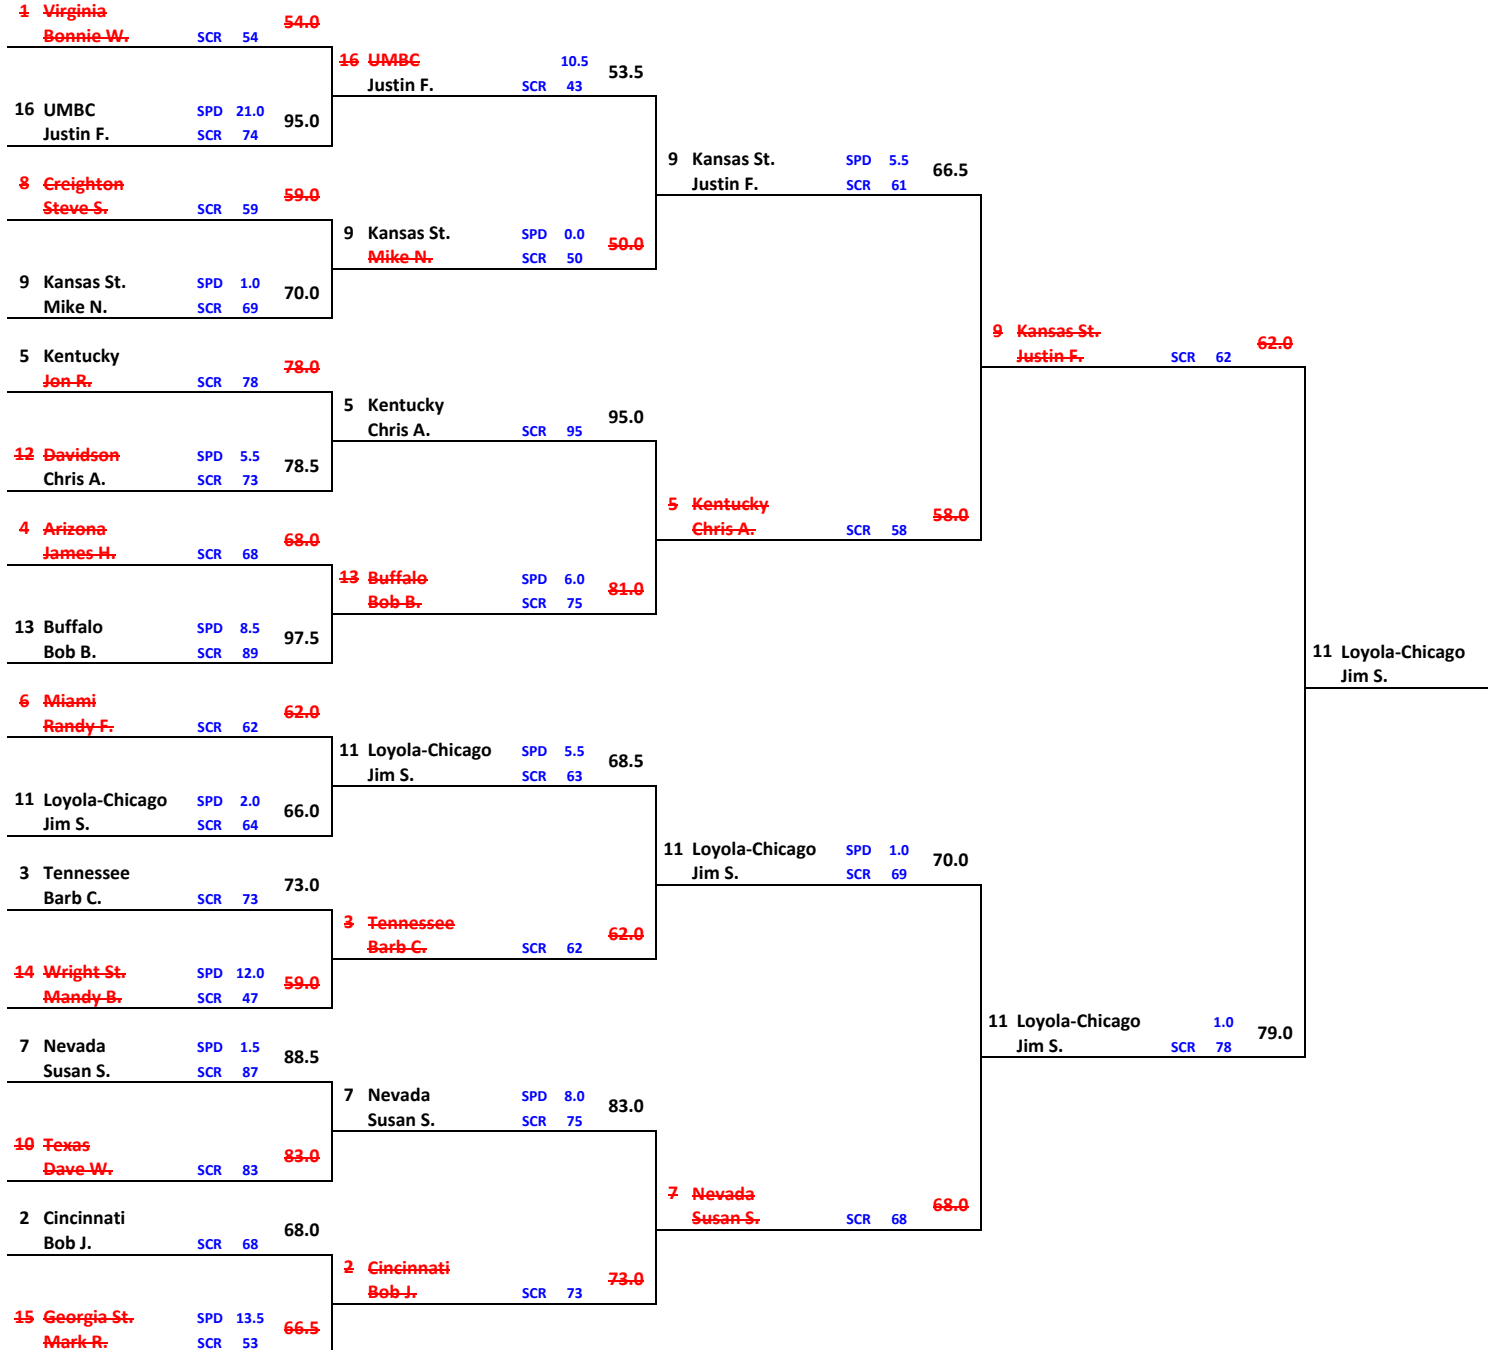 1 Virginia 54.0
Bonnie W. SCR 54
16 UMBC SPD 21.0 95.0
Justin F. SCR 74
8 Creighton 59.0
Steve S. SCR 59
9 Kansas St. SPD 1.0 70.0
Mike N. SCR 69
5 Kentucky 78.0
Jon R. SCR 78
12 Davidson SPD 5.5 78.5
Chris A. SCR 73
4 Arizona 68.0
James H. SCR 68
13 Buffalo SPD 8.5 97.5
Bob B. SCR 89
6 Miami 62.0
Randy F. SCR 62
11 Loyola-Chicago SPD 2.0 66.0
Jim S. SCR 64
3 Tennessee 73.0
Barb C. SCR 73
14 Wright St. SPD 12.0 59.0
Mandy B. SCR 47
7 Nevada SPD 1.5 88.5
Susan S. SCR 87
10 Texas 83.0
Dave W. SCR 83
2 Cincinnati 68.0
Bob J. SCR 68
15 Georgia St. SPD 13.5 66.5
Mark R. SCR 53
16 UMBC 10.5 53.5
Justin F. SCR 43
9 Kansas St. SPD 0.0 50.0
Mike N. SCR 50
5 Kentucky 95.0
Chris A. SCR 95
13 Buffalo SPD 6.0 81.0
Bob B. SCR 75
11 Loyola-Chicago SPD 5.5 68.5
Jim S. SCR 63
3 Tennessee 62.0
Barb C. SCR 62
7 Nevada SPD 8.0 83.0
Susan S. SCR 75
2 Cincinnati 73.0
Bob J. SCR 73
9 Kansas St. SPD 5.5 66.5
Justin F. SCR 61
5 Kentucky 58.0
Chris A. SCR 58
11 Loyola-Chicago SPD 1.0 70.0
Jim S. SCR 69
7 Nevada 68.0
Susan S. SCR 68
9 Kansas St. 62.0
Justin F. SCR 62
11 Loyola-Chicago 1.0 79.0
Jim S. SCR 78
11 Loyola-Chicago
Jim S.